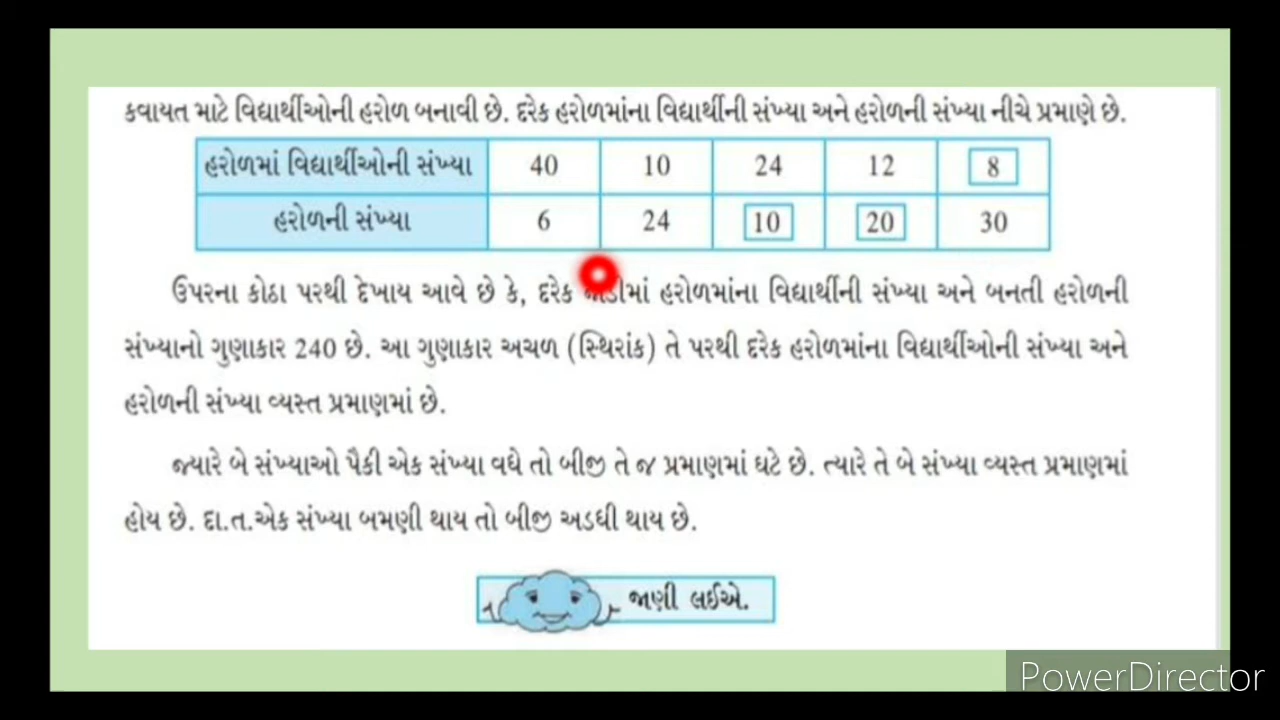 કવાયત માટે વિદ્યાર્થીઓની હરોળ બનાવી છે. દરેક હરોળમાંના વિદ્યાર્થીની સંખ્યા અને હરોળની સંખ્યા નીચે પ્રમાણે છે.
હરોળમાં વિદ્યાર્થીઓની સંખ્યા 40 10 24 12 8
હરોળની સંખ્યા 6 24 10 20 30
ઉપરના કોઠા પરથી દેખાય આવે છે કે, દરેક હરોળમાંના વિદ્યાર્થીની સંખ્યા અને બનતી હરોળની
સંખ્યાનો ગુણાકાર 240 છે. આ ગુણાકાર અચળ (સ્થિરાંક) તે પરથી દરેક હરોળમાંના વિદ્યાર્થીઓની સંખ્યા અને
હરોળની સંખ્યા વ્યસ્ત પ્રમાણમાં છે.
જ્યારે બે સંખ્યાઓ પૈકી એક સંખ્યા વધે તો બીજી તે જ પ્રમાણમાં ઘટે છે. ત્યારે તે બે સંખ્યા વ્યસ્ત પ્રમાણમાં
હોય છે. દા.ત.એક સંખ્યા બમણી થાય તો બીજી અડધી થાય છે.
જાણી લઈએ.
PowerDirector